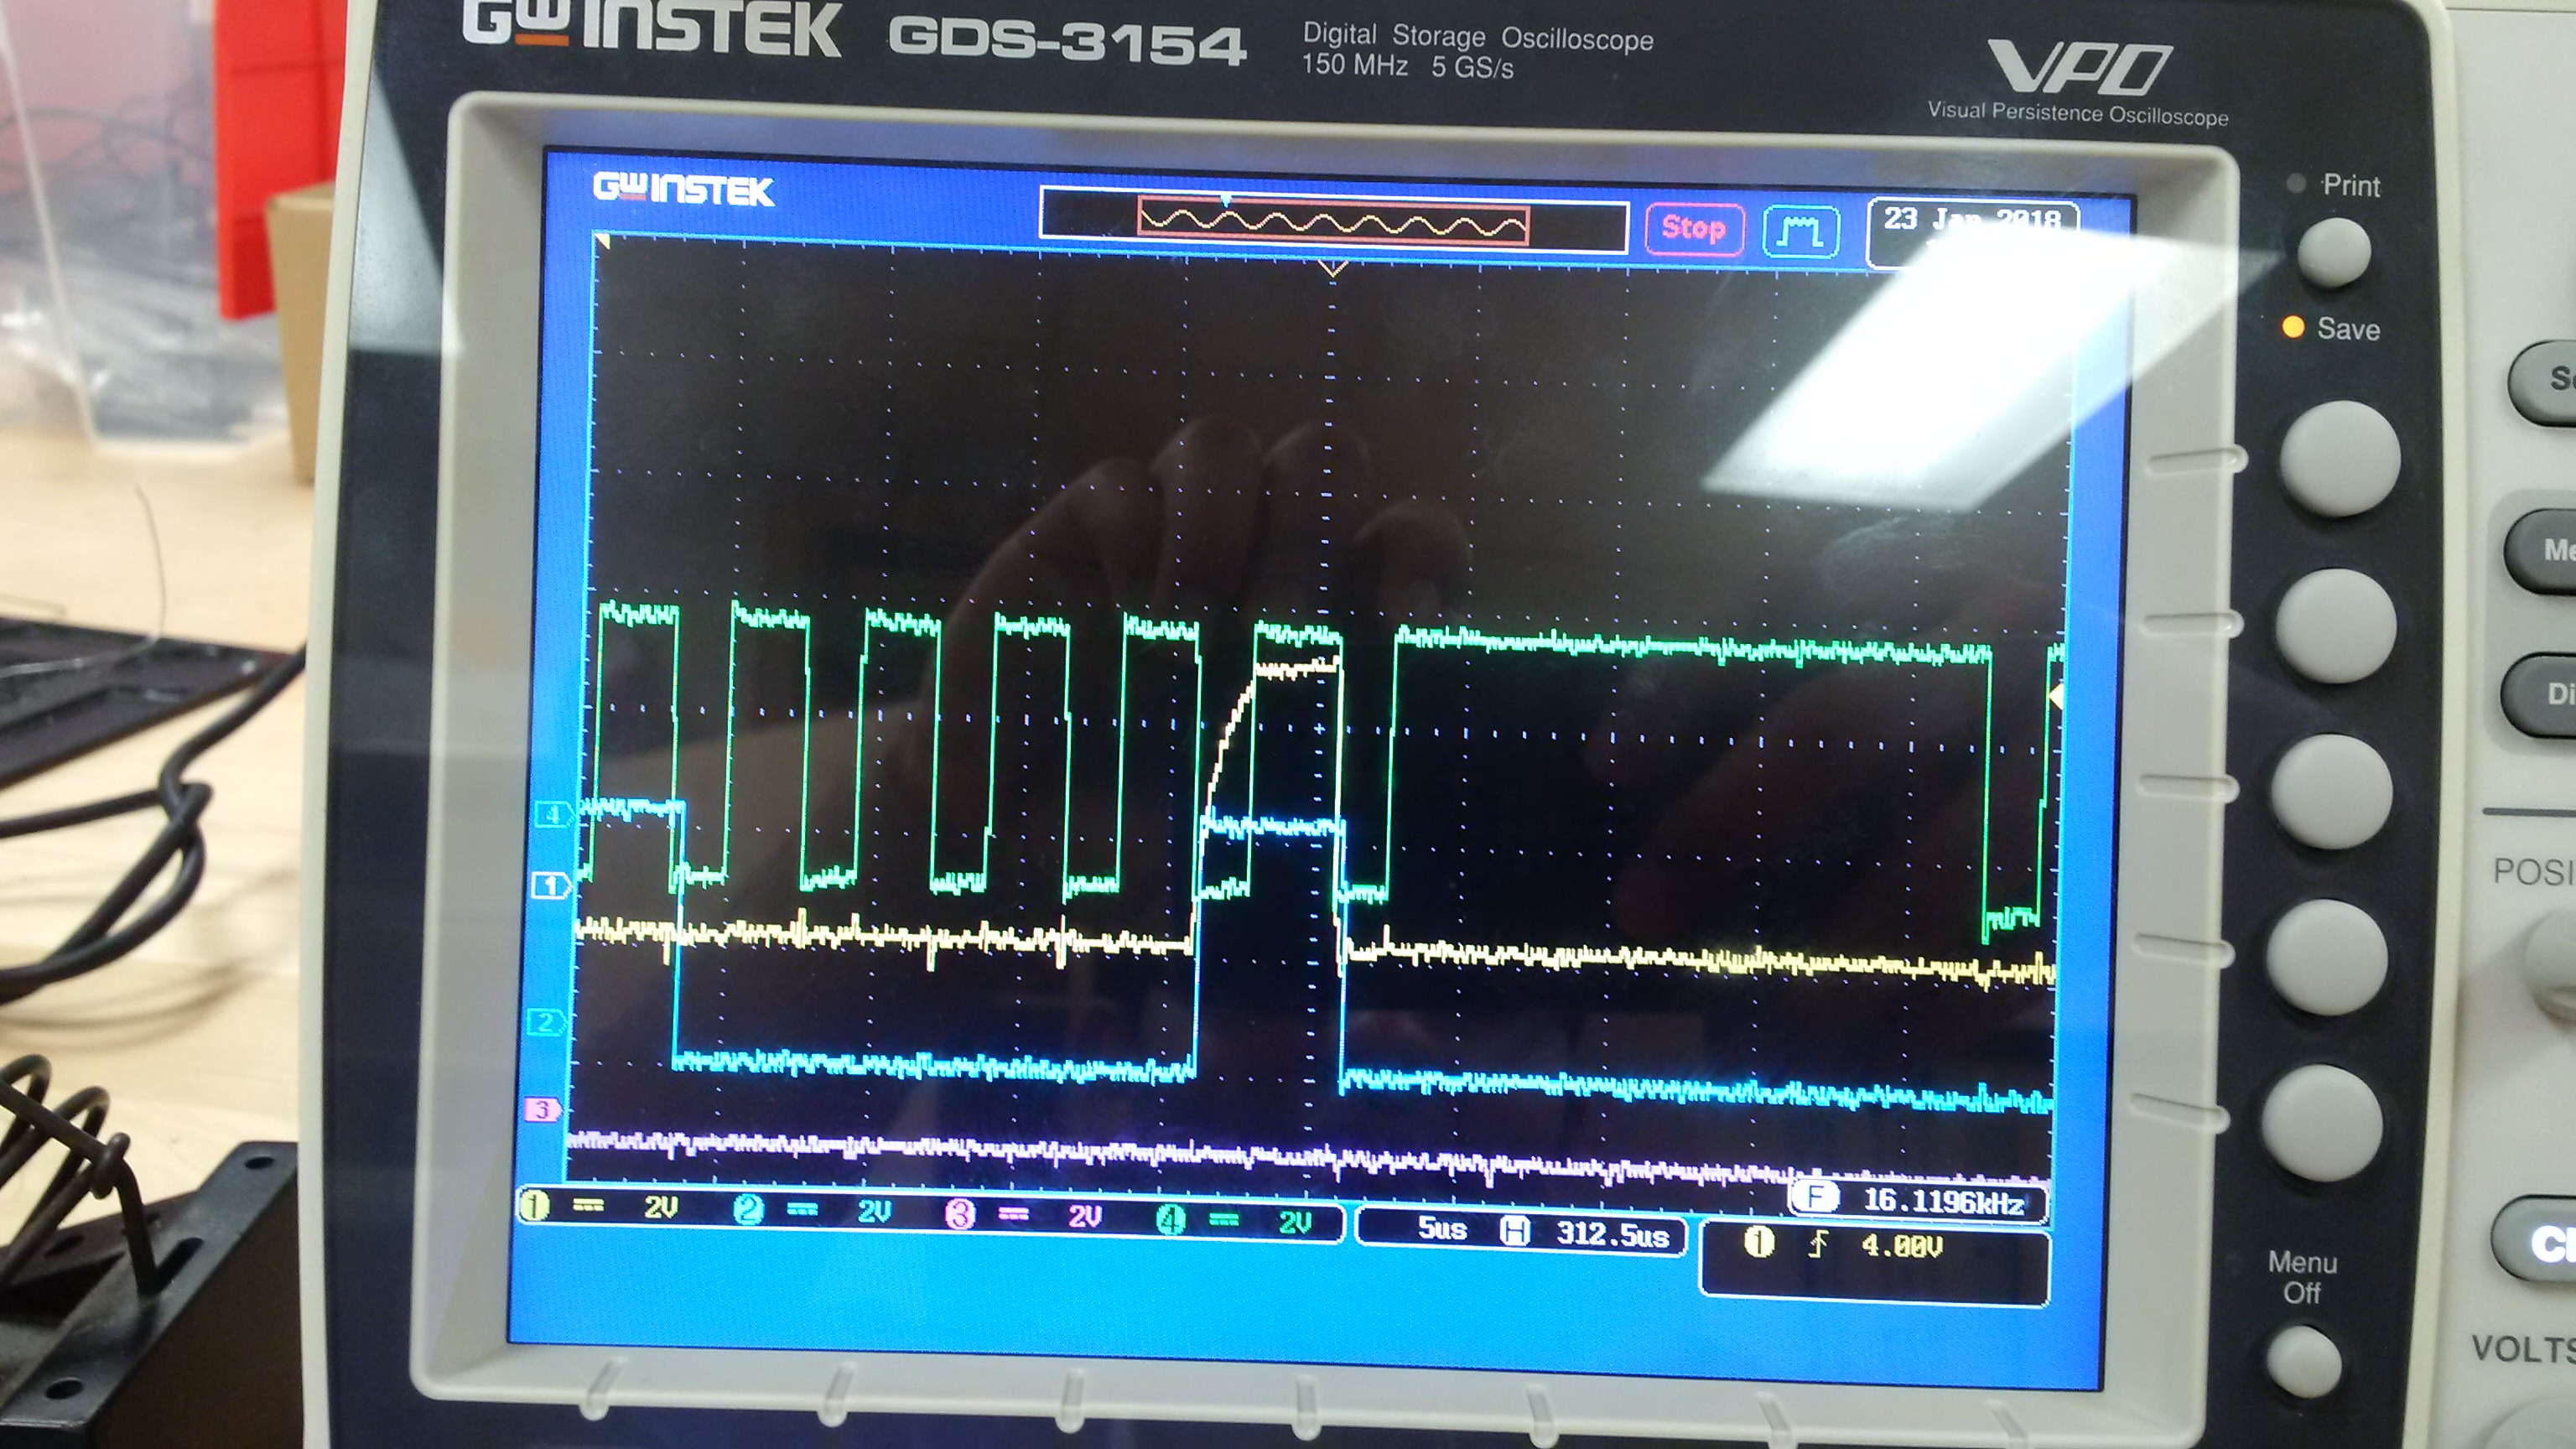 GW INSTEK GDS-3154 Digital Storage Oscilloscope
150 MHz 5 GS/s
VPO
Visual Persistence Oscilloscope
GW INSTEK
Stop
23 Jan 2018
Print
Save
4
1
2
3
POSI
F 16.1196kHz
1 2V 2 2V 3 2V 4 2V
5us H 312.5us
1 4.00V
Menu
Off
VOLTS